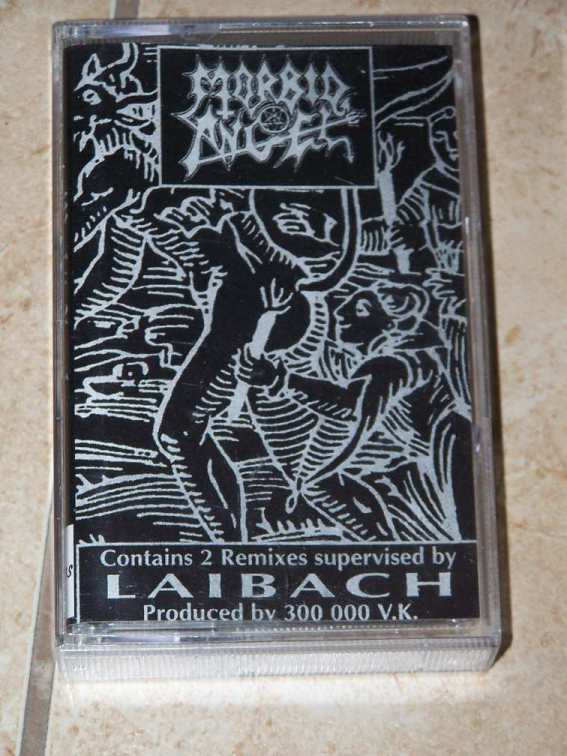 MORBID
ANGEL
Contains 2 Remixes supervised by
LAIBACH
Produced by 300 000 V.K.